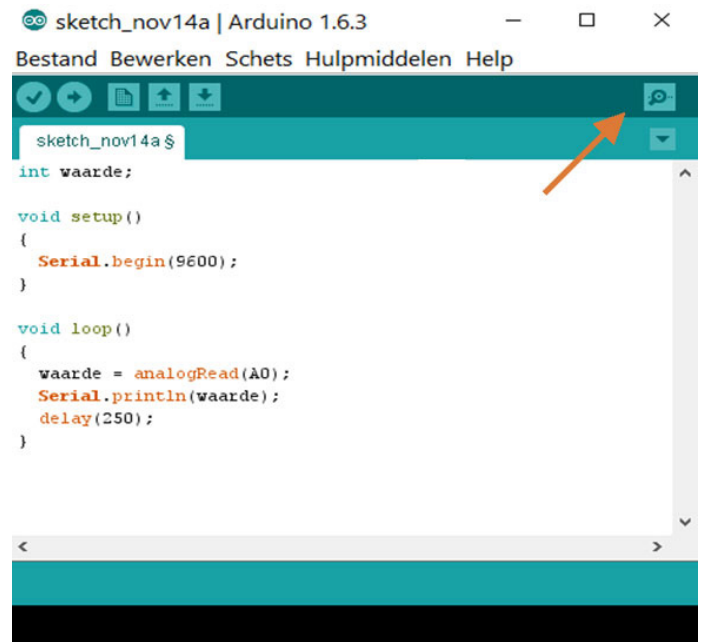 sketch_nov14a | Arduino 1.6.3
Bestand Bewerken Schets Hulpmiddelen Help
sketch_nov14a §
int waarde;
void setup()
{
  Serial.begin(9600);
}
void loop()
{
  waarde = analogRead(A0);
  Serial.println(waarde);
  delay(250);
}